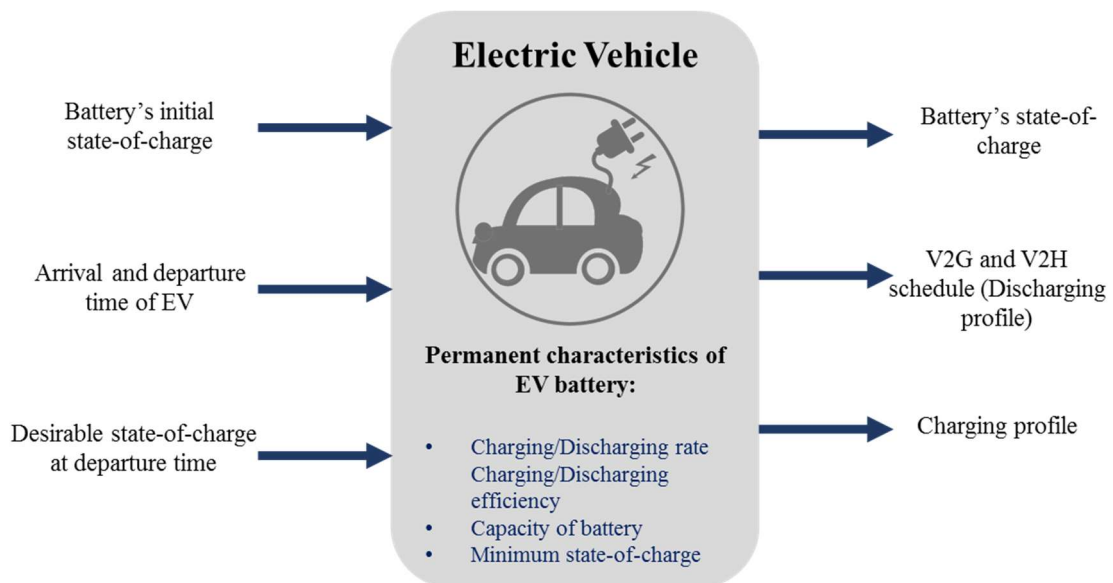 Electric Vehicle
Battery’s initial
state-of-charge
Arrival and departure
time of EV
Desirable state-of-charge
at departure time
Permanent characteristics of
EV battery:
• Charging/Discharging rate
Charging/Discharging
efficiency
• Capacity of battery
• Minimum state-of-charge
Battery’s state-of-
charge
V2G and V2H
schedule (Discharging
profile)
Charging profile